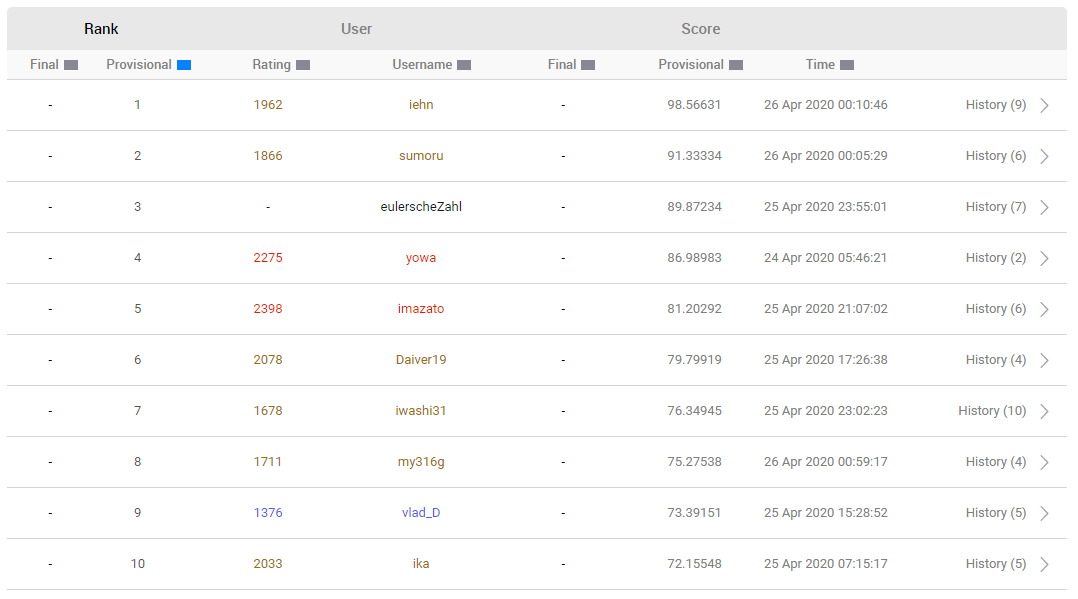 Rank User Score
Final Provisional Rating Username Final Provisional Time
- 1 1962 iehn - 98.56631 26 Apr 2020 00:10:46 History (9)
- 2 1866 sumoru - 91.33334 26 Apr 2020 00:05:29 History (6)
- 3 - eulerscheZahl - 89.87234 25 Apr 2020 23:55:01 History (7)
- 4 2275 yowa - 86.98983 24 Apr 2020 05:46:21 History (2)
- 5 2398 imazato - 81.20292 25 Apr 2020 21:07:02 History (6)
- 6 2078 Daiver19 - 79.79919 25 Apr 2020 17:26:38 History (4)
- 7 1678 iwashi31 - 76.34945 25 Apr 2020 23:02:23 History (10)
- 8 1711 my316g - 75.27538 26 Apr 2020 00:59:17 History (4)
- 9 1376 vlad_D - 73.39151 25 Apr 2020 15:28:52 History (5)
- 10 2033 ika - 72.15548 25 Apr 2020 07:15:17 History (5)